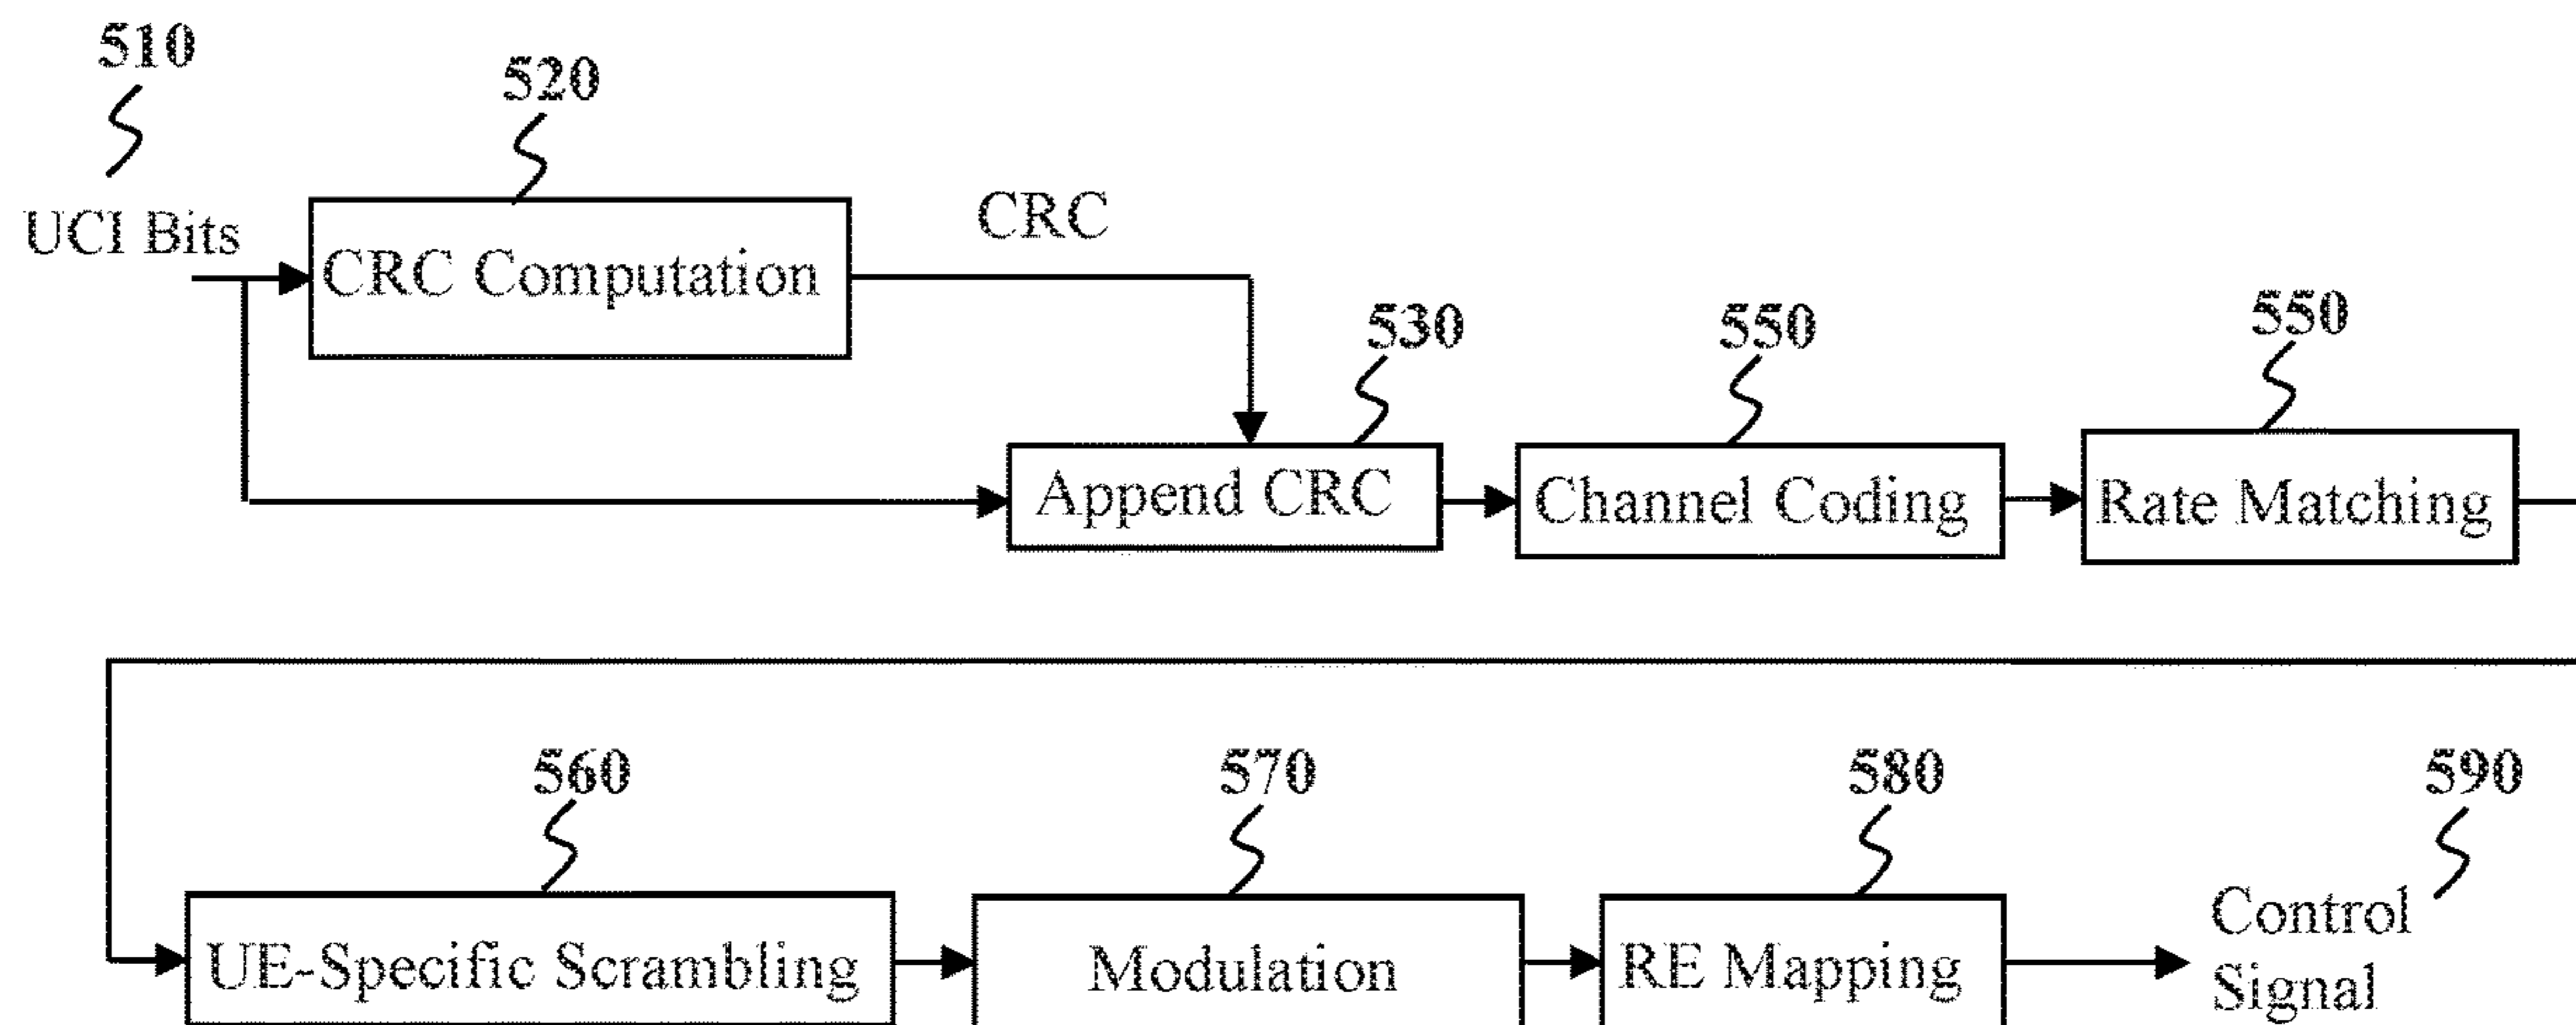 510
520
UCI Bits
CRC Computation
CRC
530
550
550
Append CRC
Channel Coding
Rate Matching
560
570
580
590
UE-Specific Scrambling
Modulation
RE Mapping
Control
Signal